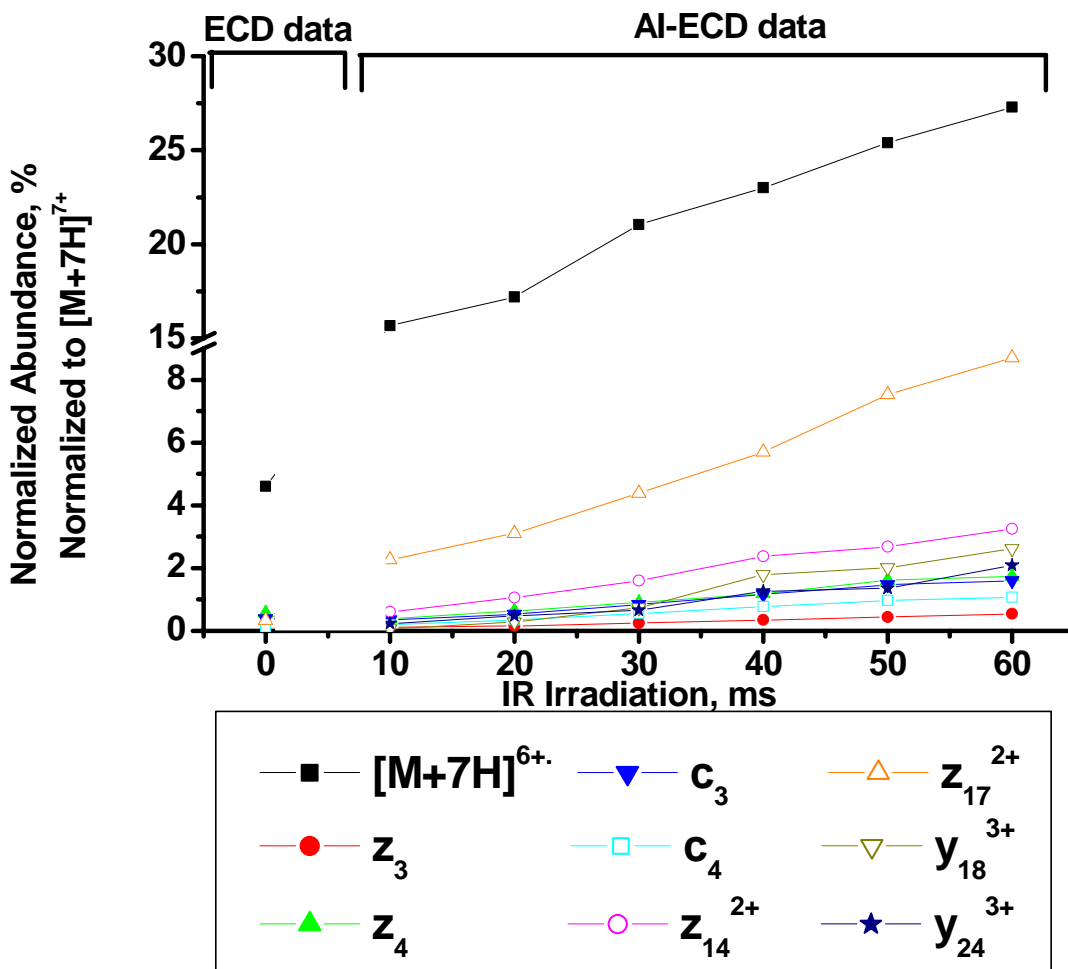 ECD data
AI-ECD data
Normalized Abundance, %
Normalized to [M+7H]7+
30
25
20
15
8
6
4
2
0
0 10 20 30 40 50 60
IR Irradiation, ms
[M+7H]6+. c3 z17 2+
z3 c4 y18 3+
z4 z14 2+ y24 3+